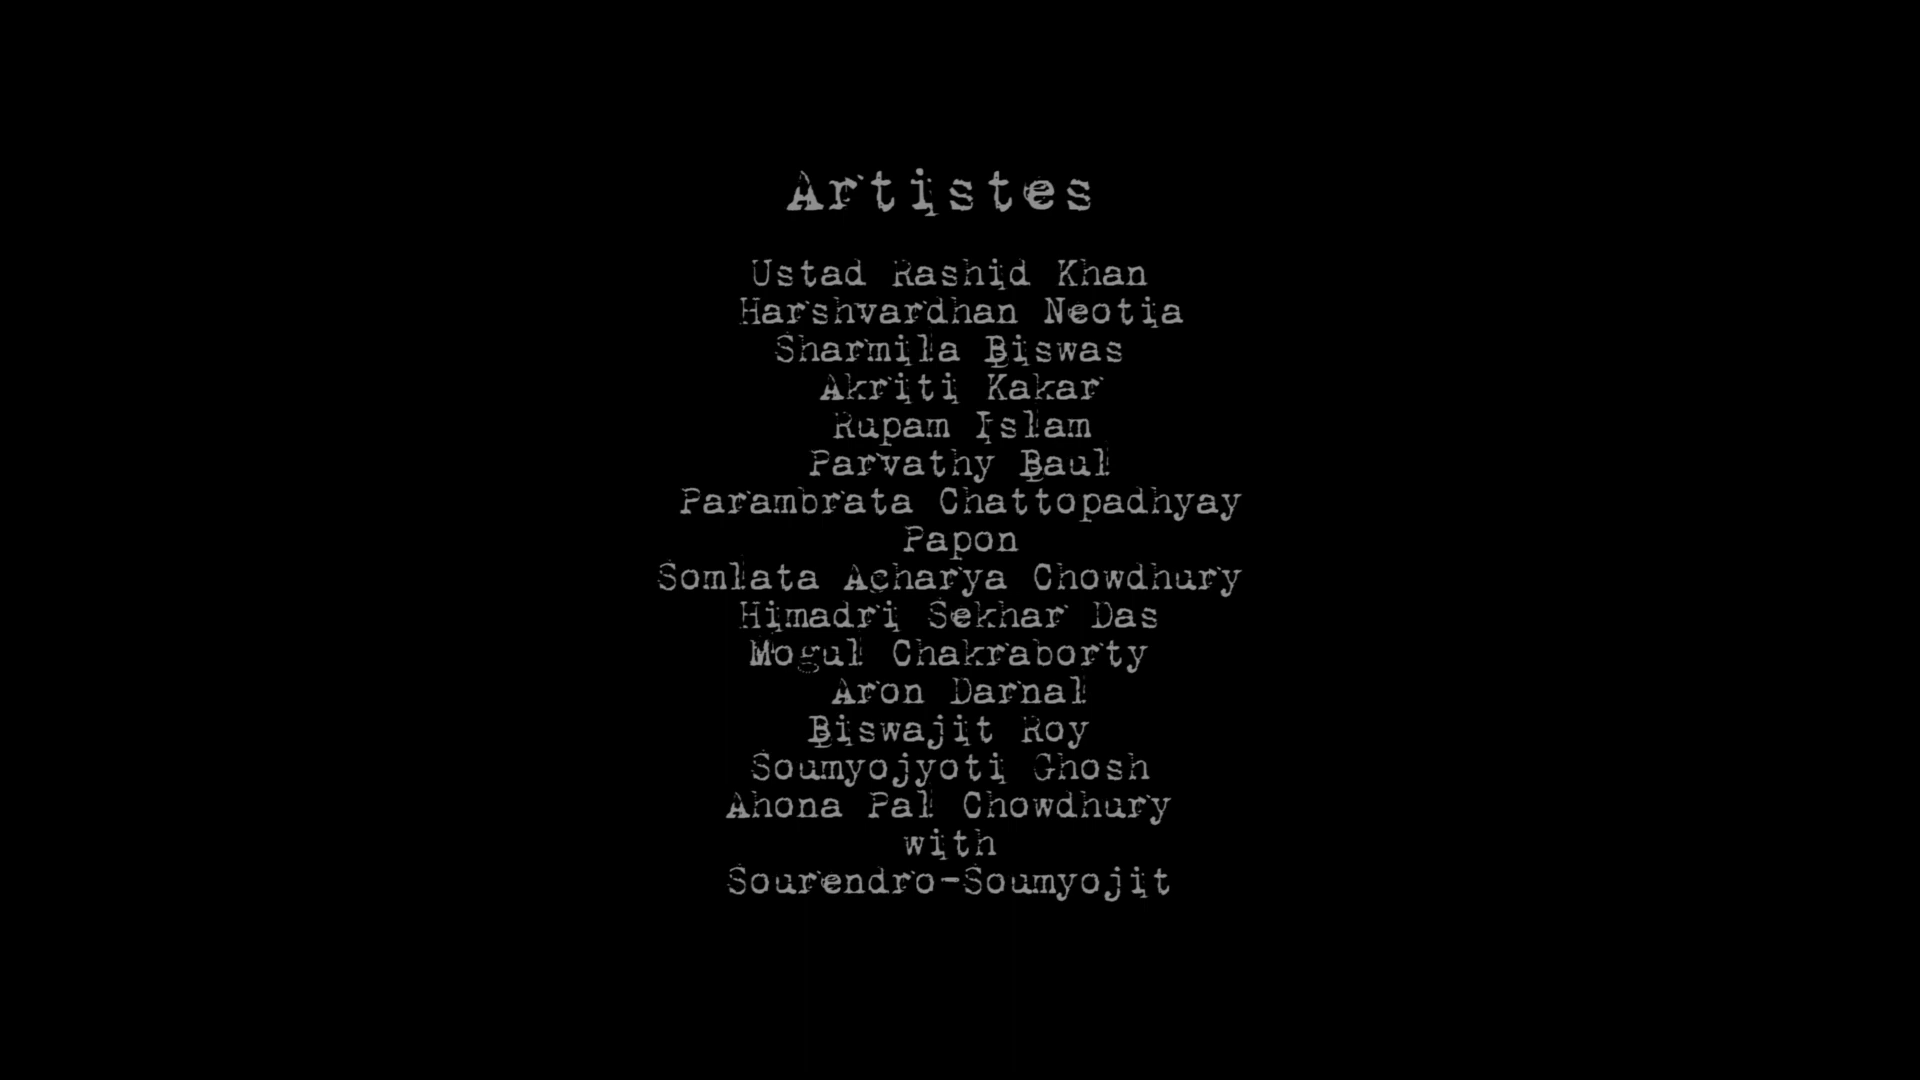 Artistes
Ustad Rashid Khan
Harshvardhan Neotia
Sharmila Biswas
Akriti Kakar
Rupam Islam
Parvathy Baul
Parambrata Chattopadhyay
Papon
Somlata Acharya Chowdhury
Himadri Sekhar Das
Mogul Chakraborty
Aron Darnal
Biswajit Roy
Soumyojyoti Ghosh
Ahona Pal Chowdhury
with
Sourendro-Soumyojit